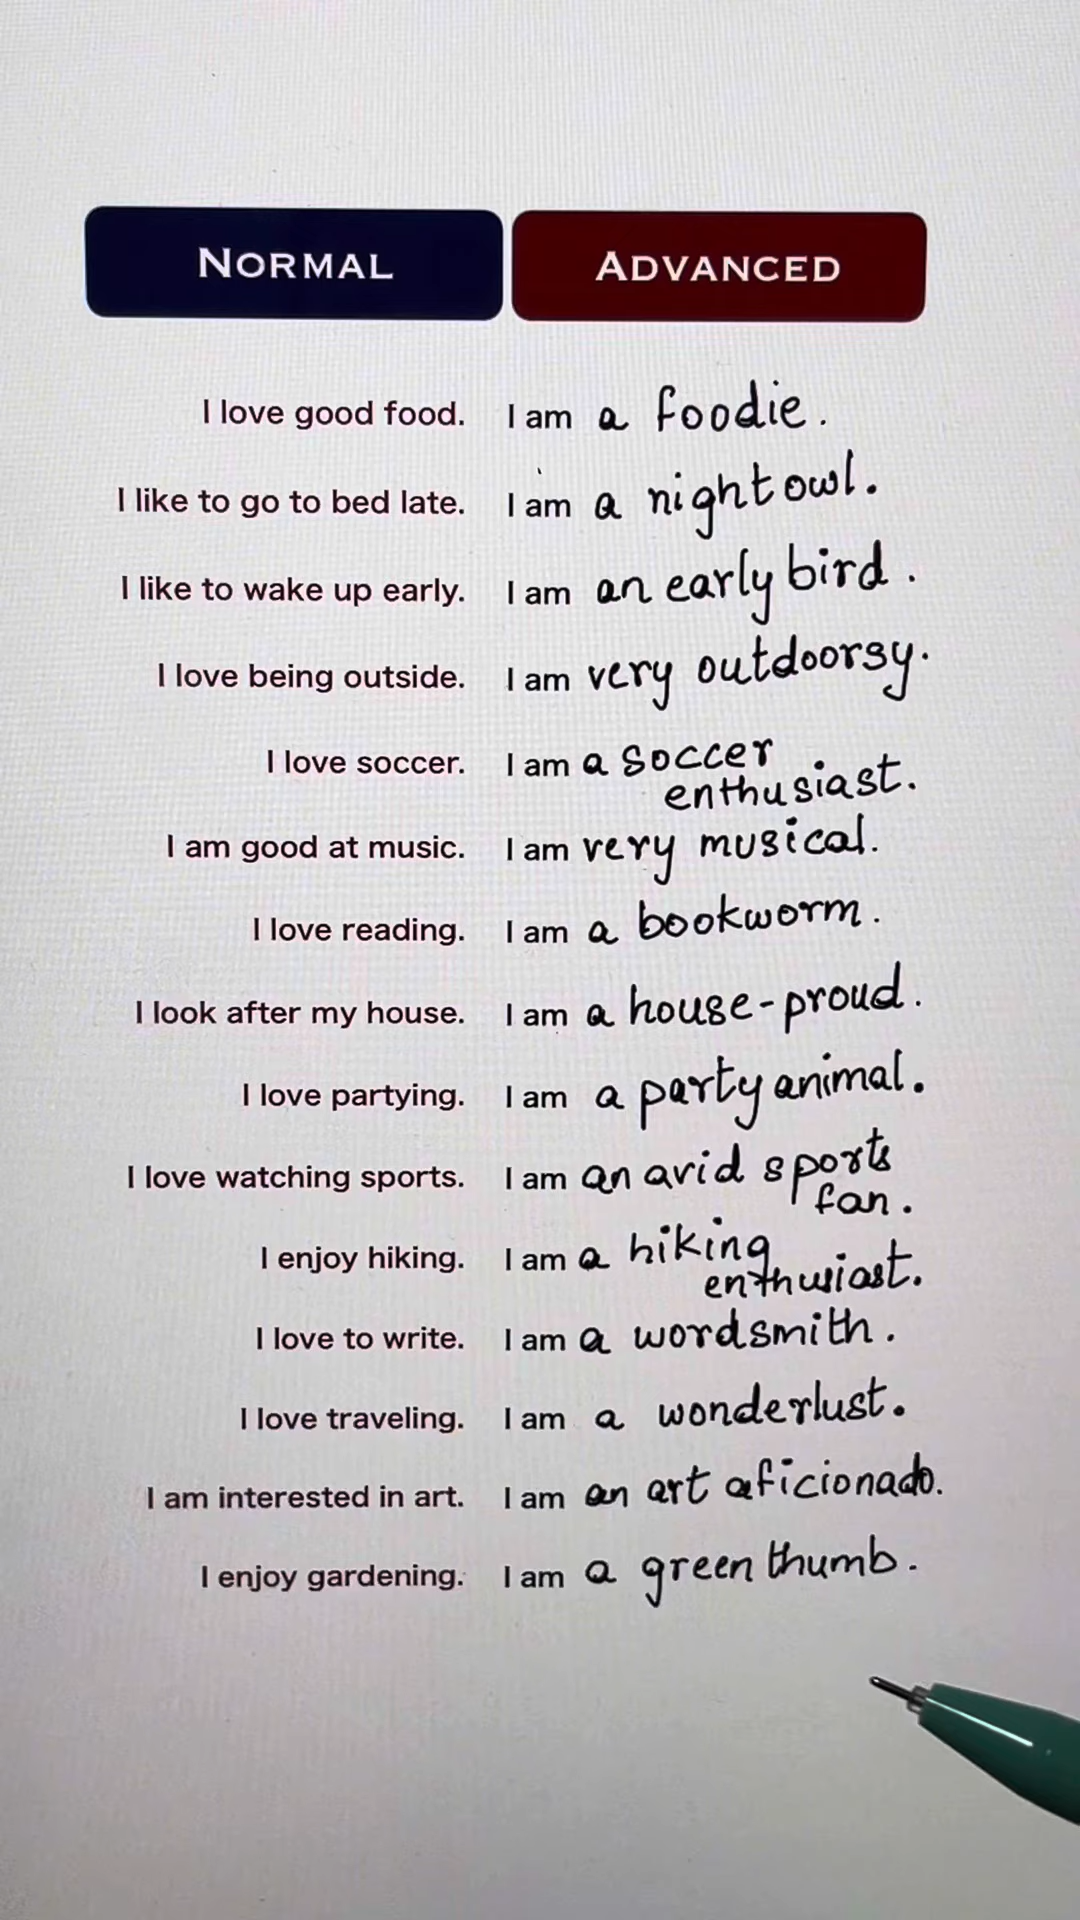 NORMAL ADVANCED
I love good food. I am a foodie.
I like to go to bed late. I am a night owl.
I like to wake up early. I am an early bird.
I love being outside. I am very outdoorsy.
I love soccer. I am a soccer
enthusiast.
I am good at music. I am very musical.
I love reading. I am a bookworm.
I look after my house. I am a house-proud.
I love partying. I am a party animal.
I love watching sports. I am an avid sports
fan.
I enjoy hiking. I am a hiking
enthusiast.
I love to write. I am a wordsmith.
I love traveling. I am a wonderlust.
I am interested in art. I am an art aficionado.
I enjoy gardening. I am a green thumb.